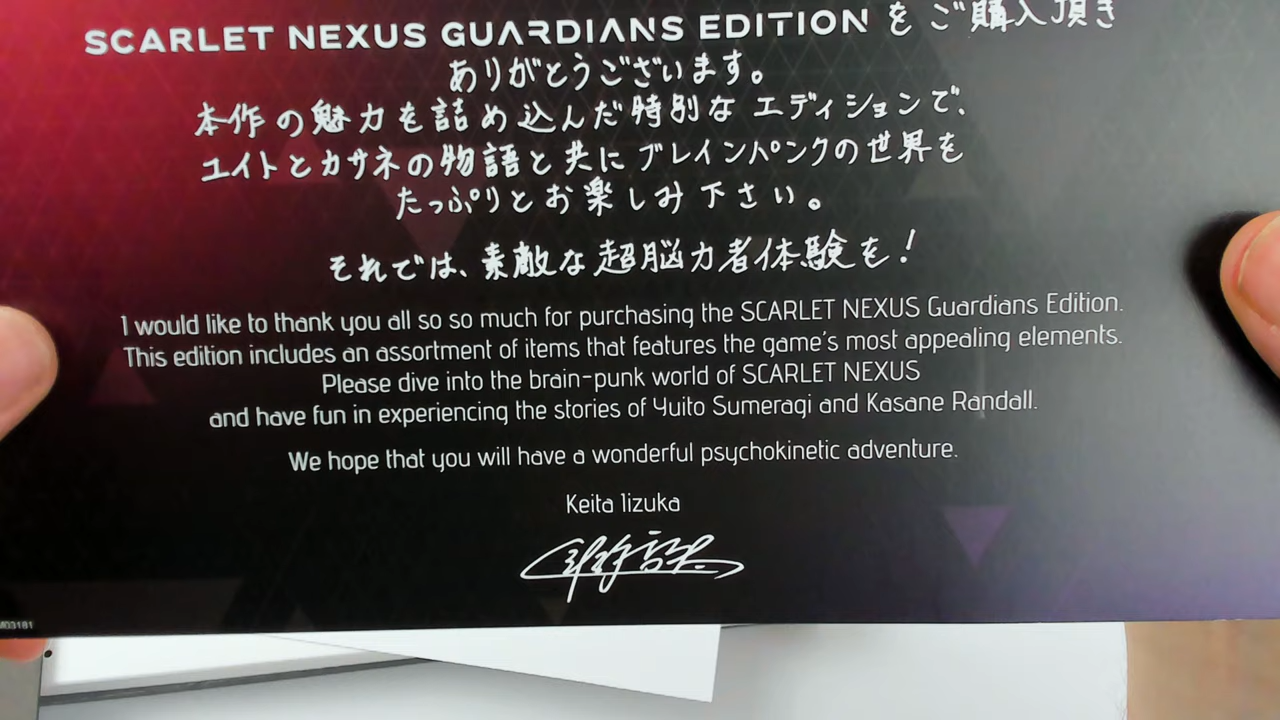 SCARLET NEXUS GUARDIANS EDITION をご購入頂き
ありがとうございます。
本作の魅力を詰め込んだ特別なエディションで、
ユイトとカサネの物語と共にブレインパンクの世界を
たっぷりとお楽しみ下さい。
それでは、素敵な超脳力者体験を!
I would like to thank you all so so much for purchasing the SCARLET NEXUS Guardians Edition.
This edition includes an assortment of items that features the game's most appealing elements.
Please dive into the brain-punk world of SCARLET NEXUS
and have fun in experiencing the stories of Yuito Sumeragi and Kasane Randall.
We hope that you will have a wonderful psychokinetic adventure.
Keita Iizuka